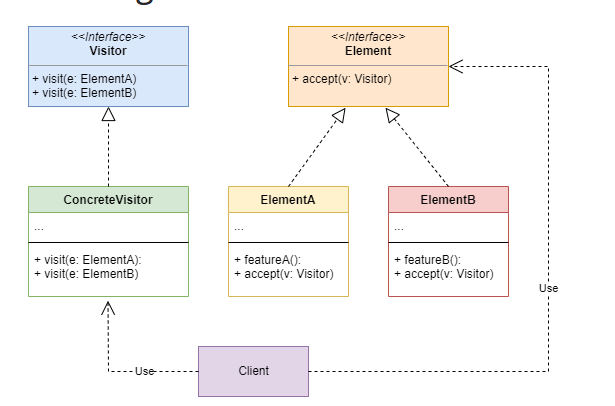 <<Interface>>
Visitor
+ visit(e: ElementA)
+ visit(e: ElementB)
<<Interface>>
Element
+ accept(v: Visitor)
ConcreteVisitor
...
+ visit(e: ElementA):
+ visit(e: ElementB)
ElementA
...
+ featureA():
+ accept(v: Visitor)
ElementB
...
+ featureB():
+ accept(v: Visitor)
Use
Use
Client